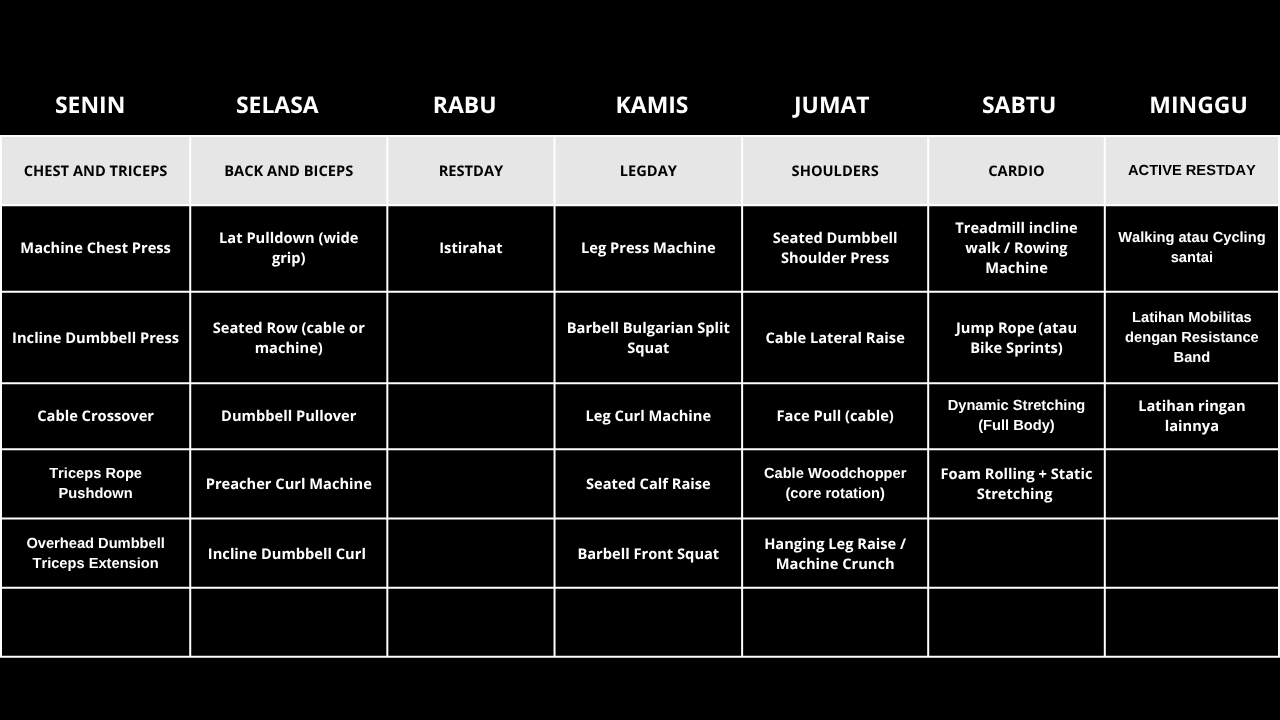 SENIN SELASA RABU KAMIS JUMAT SABTU MINGGU
CHEST AND TRICEPS BACK AND BICEPS RESTDAY LEGDAY SHOULDERS CARDIO ACTIVE RESTDAY
Machine Chest Press
Lat Pulldown (wide
grip)
Istirahat
Leg Press Machine
Seated Dumbbell
Shoulder Press
Treadmill incline
walk / Rowing
Machine
Walking atau Cycling
santai
Incline Dumbbell Press
Seated Row (cable or
machine)
Barbell Bulgarian Split
Squat
Cable Lateral Raise
Jump Rope (atau
Bike Sprints)
Latihan Mobilitas
dengan Resistance
Band
Cable Crossover
Dumbbell Pullover
Leg Curl Machine
Face Pull (cable)
Dynamic Stretching
(Full Body)
Latihan ringan
lainnya
Triceps Rope
Pushdown
Preacher Curl Machine
Seated Calf Raise
Cable Woodchopper
(core rotation)
Foam Rolling + Static
Stretching
Overhead Dumbbell
Triceps Extension
Incline Dumbbell Curl
Barbell Front Squat
Hanging Leg Raise /
Machine Crunch